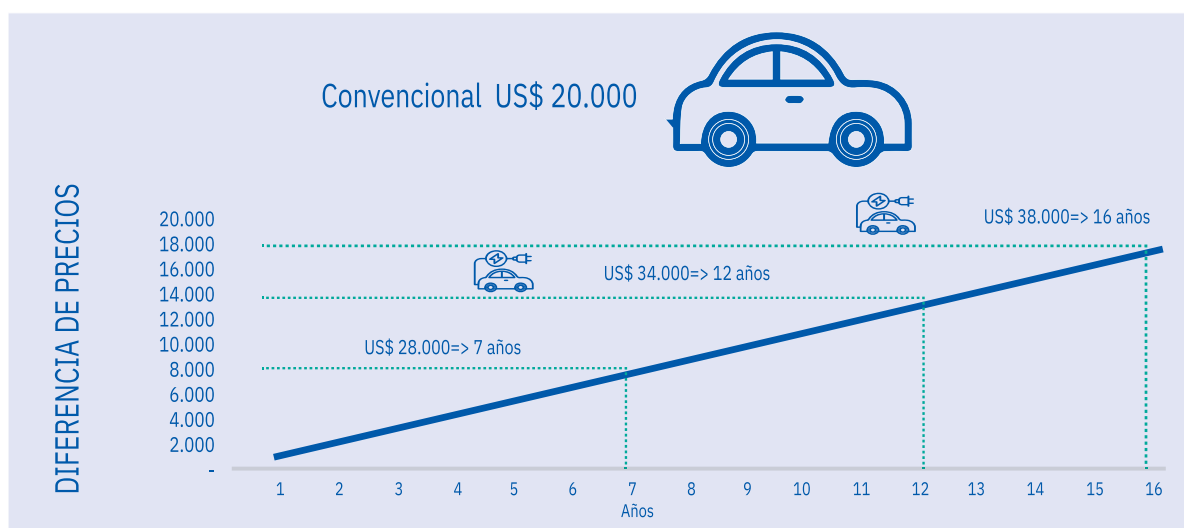 Convencional US$ 20.000
DIFERENCIA DE PRECIOS
20.000
18.000
16.000
14.000
12.000
10.000
8.000
6.000
4.000
2.000
-
US$ 38.000=> 16 años
US$ 34.000=> 12 años
US$ 28.000=> 7 años
1 2 3 4 5 6 7 8 9 10 11 12 13 14 15 16
Años